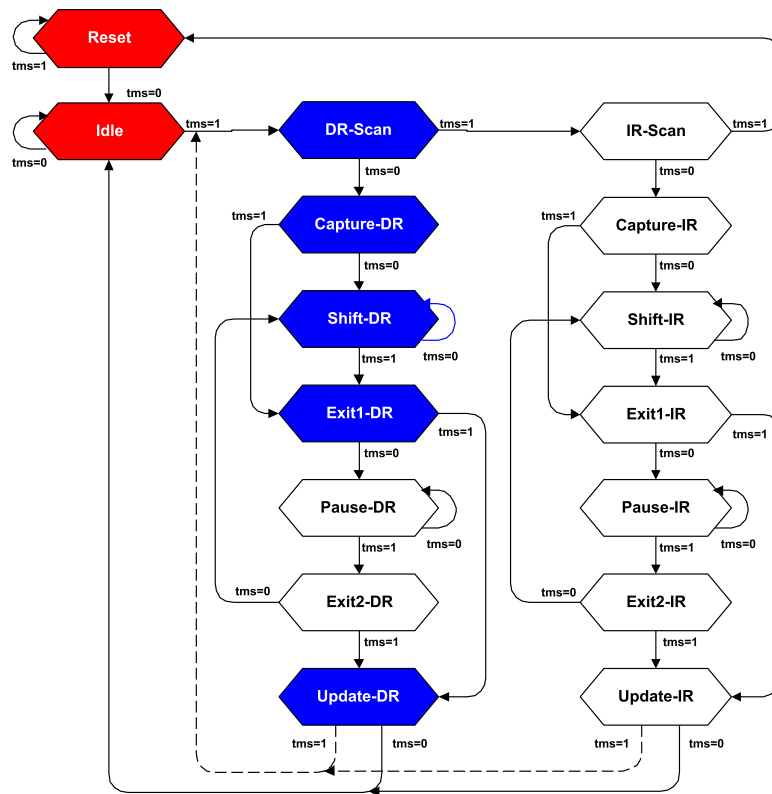 Reset
tms=1
tms=0
Idle
tms=1
DR-Scan
tms=1
IR-Scan
tms=1
tms=0
tms=0
tms=0
tms=1
Capture-DR
tms=1
Capture-IR
tms=0
tms=0
Shift-DR
Shift-IR
tms=1
tms=0
tms=1
tms=0
Exit1-DR
Exit1-IR
tms=1
tms=1
tms=0
tms=0
Pause-DR
Pause-IR
tms=1
tms=0
tms=1
tms=0
tms=0
Exit2-DR
tms=0
Exit2-IR
tms=1
tms=1
Update-DR
Update-IR
tms=1
tms=0
tms=1
tms=0